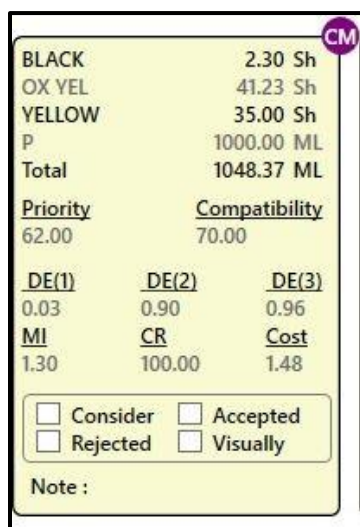 CM
BLACK 2.30 Sh
OX YEL 41.23 Sh
YELLOW 35.00 Sh
P 1000.00 ML
Total 1048.37 ML
Priority Compatibility
62.00 70.00
DE(1) DE(2) DE(3)
0.03 0.90 0.96
MI CR Cost
1.30 100.00 1.48
Consider Accepted
Rejected Visually
Note :